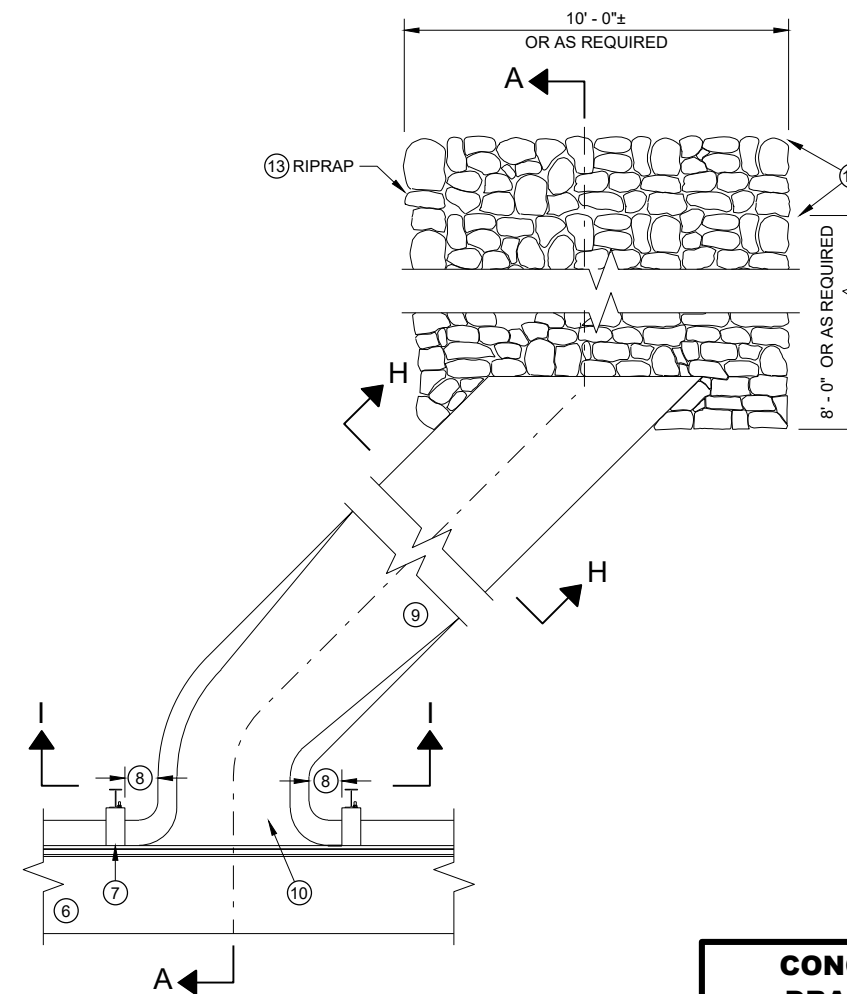 10' - 0"±
OR AS REQUIRED
A
13 RIPRAP
8' - 0" OR AS REQUIRED
H
H
9
I
I
8
8
7
10
6
A